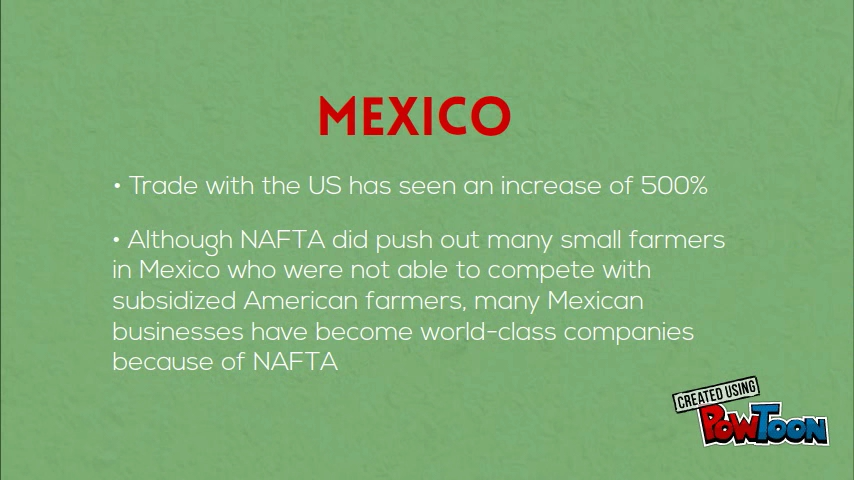 MEXICO
• Trade with the US has seen an increase of 500%
• Although NAFTA did push out many small farmers
in Mexico who were not able to compete with
subsidized American farmers, many Mexican
businesses have become world-class companies
because of NAFTA
CREATED USING
POWTOON